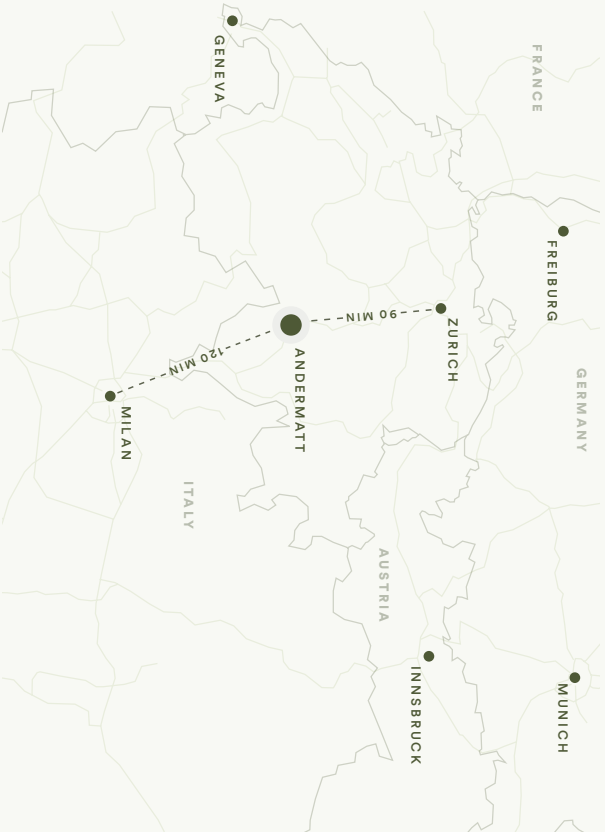 FRANCE
FREIBURG
GERMANY
MUNICH
GENEVA
ZURICH
90 MIN
ANDERMATT
120 MIN
MILAN
ITALY
AUSTRIA
INNSBRUCK